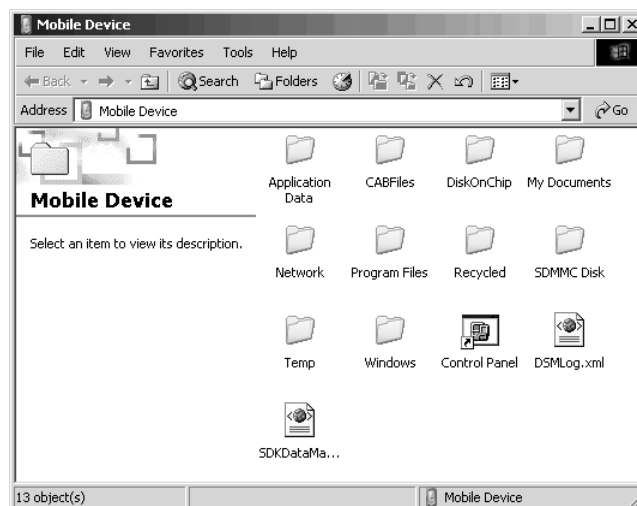 Mobile Device
File Edit View Favorites Tools Help
Back Search Folders
Address Mobile Device Go
Mobile Device
Select an item to view its description.
Application Data
CABFiles
DiskOnChip
My Documents
Network
Program Files
Recycled
SDMMC Disk
Temp
Windows
Control Panel
DSMLog.xml
SDKDataMa...
13 object(s)
Mobile Device